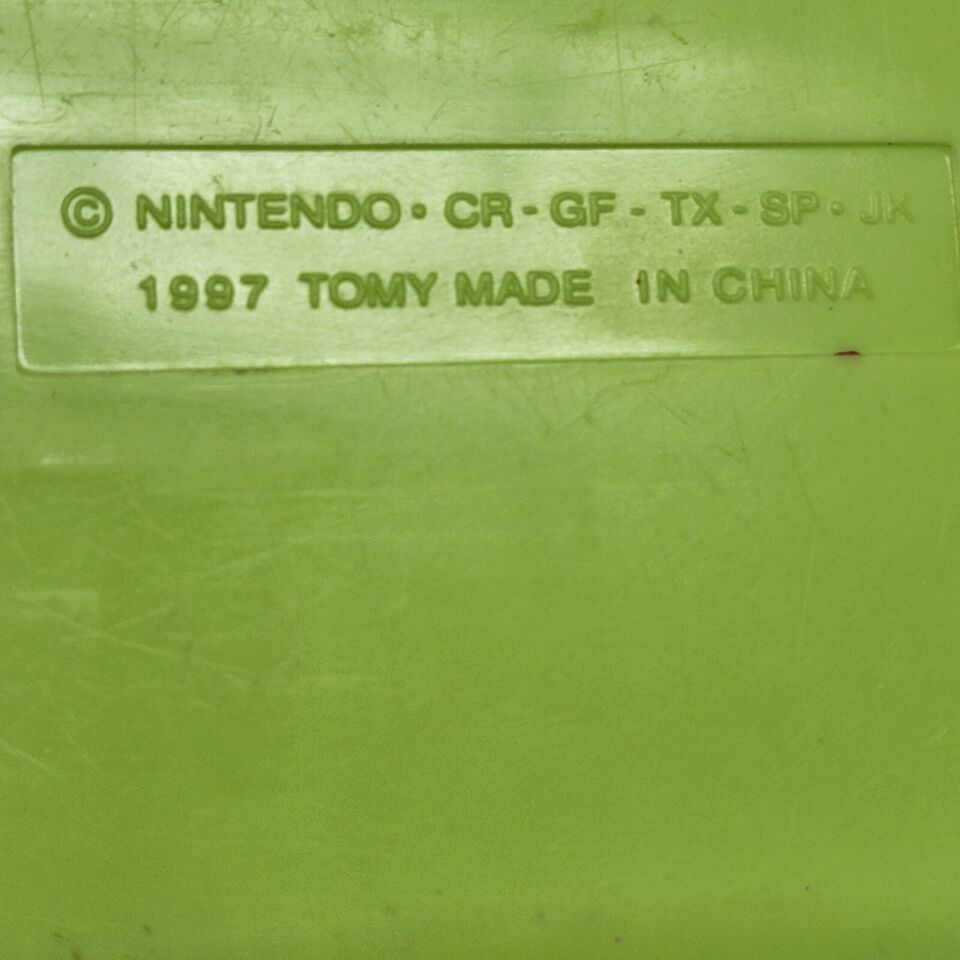 © NINTENDO・CR-GF-TX-SP・JK
1997 TOMY MADE IN CHINA